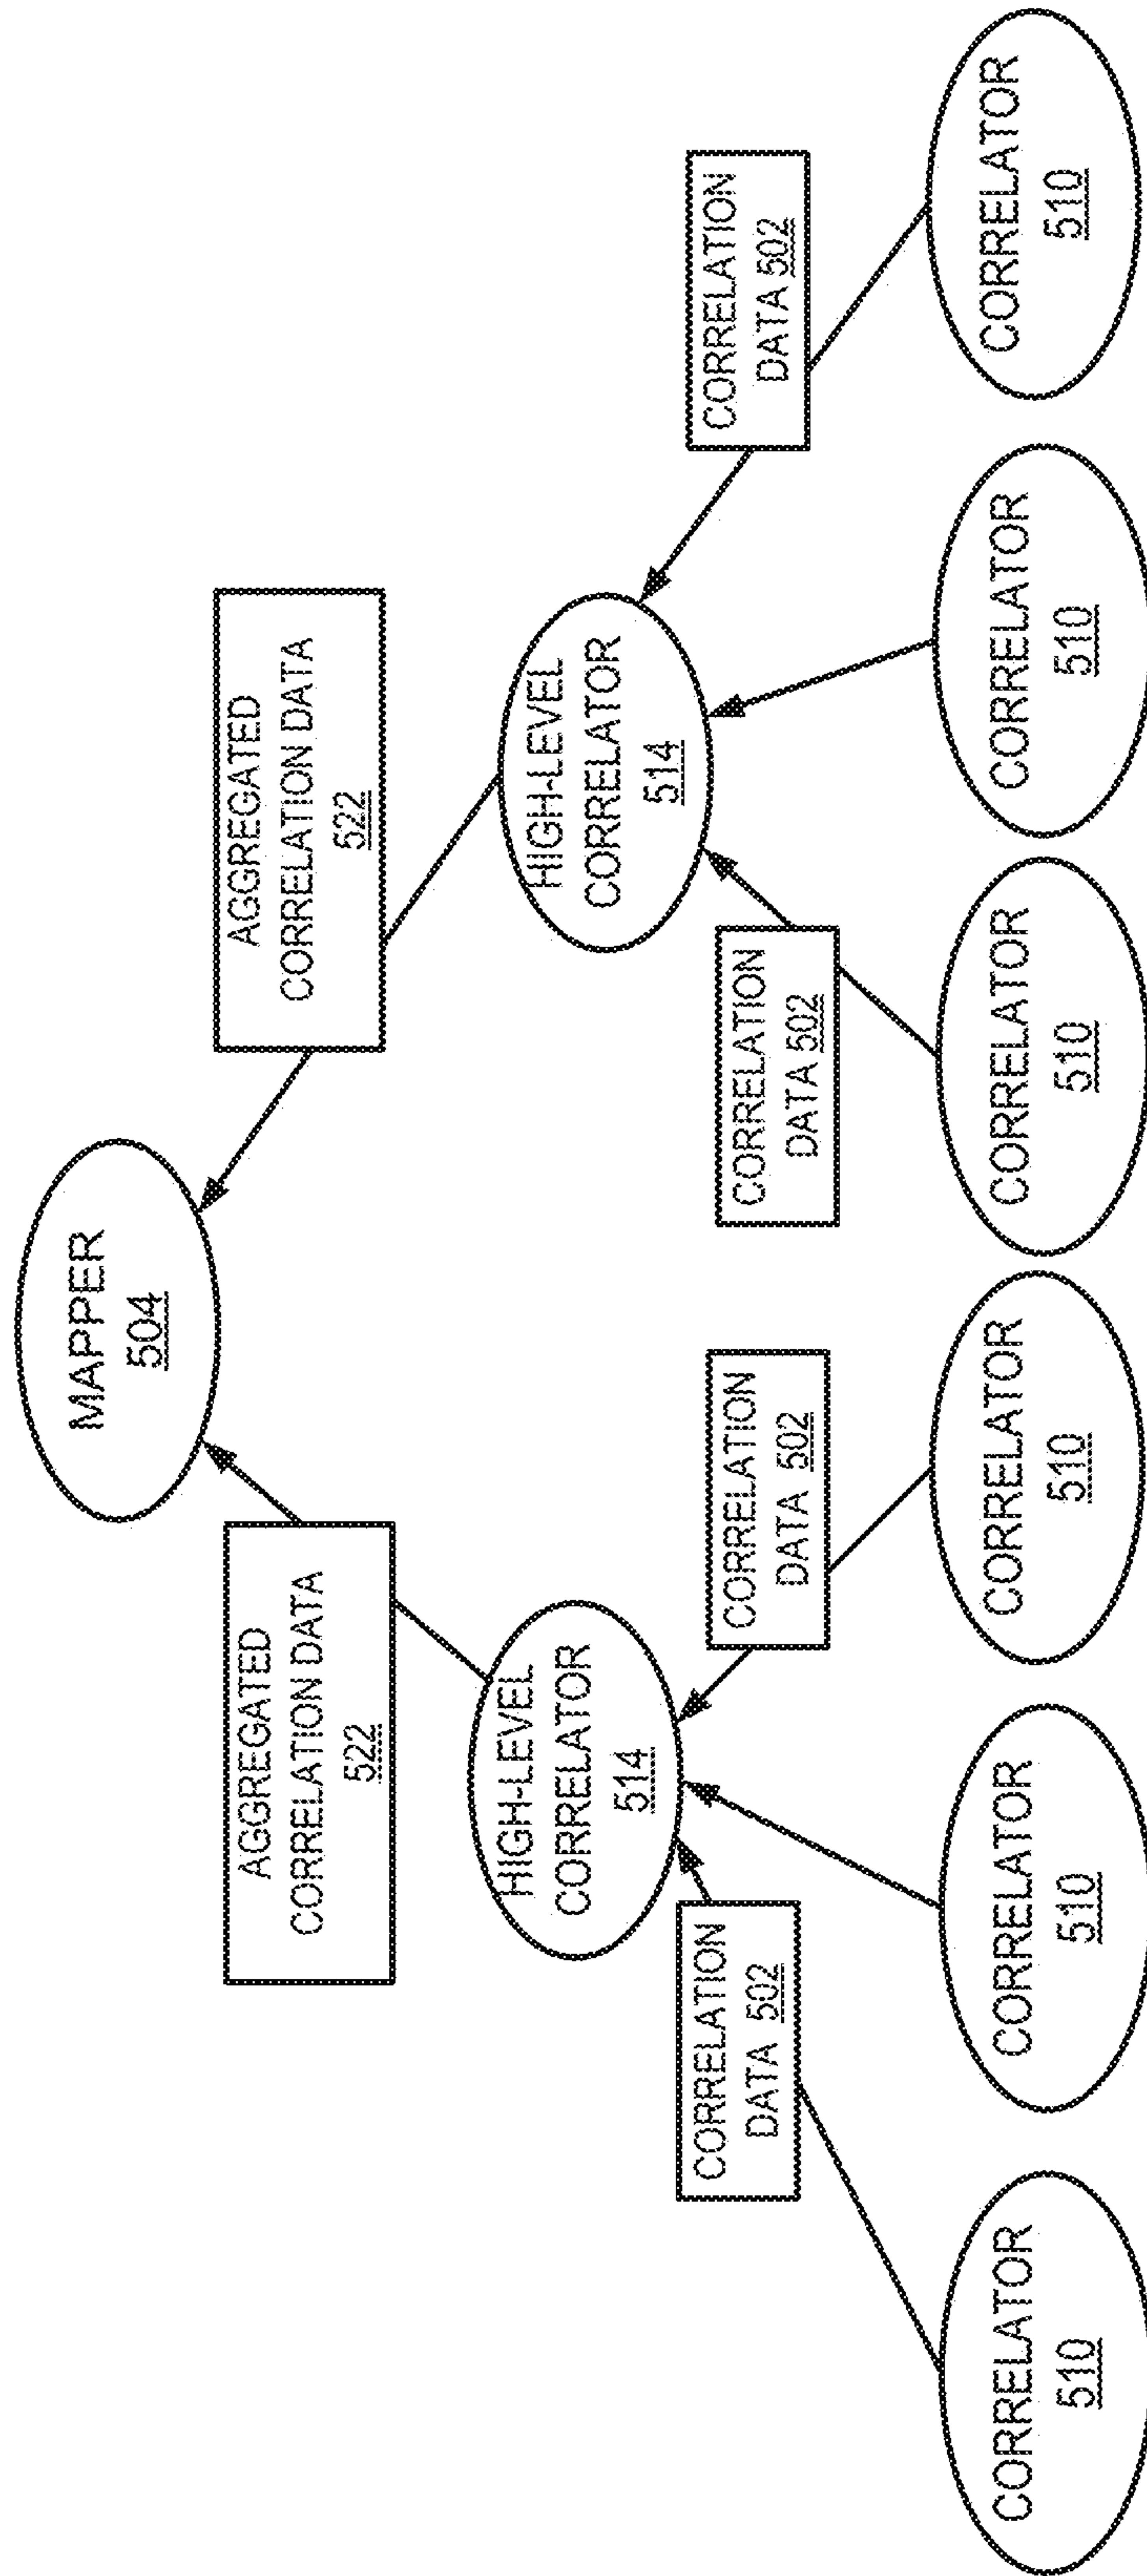 MAPPER
504
AGGREGATED
CORRELATION DATA
522
AGGREGATED
CORRELATION DATA
522
HIGH-LEVEL
CORRELATOR
514
HIGH-LEVEL
CORRELATOR
514
CORRELATION
DATA 502
CORRELATION
DATA 502
CORRELATION
DATA 502
CORRELATION
DATA 502
CORRELATOR
510
CORRELATOR
510
CORRELATOR
510
CORRELATOR
510
CORRELATOR
510
CORRELATOR
510